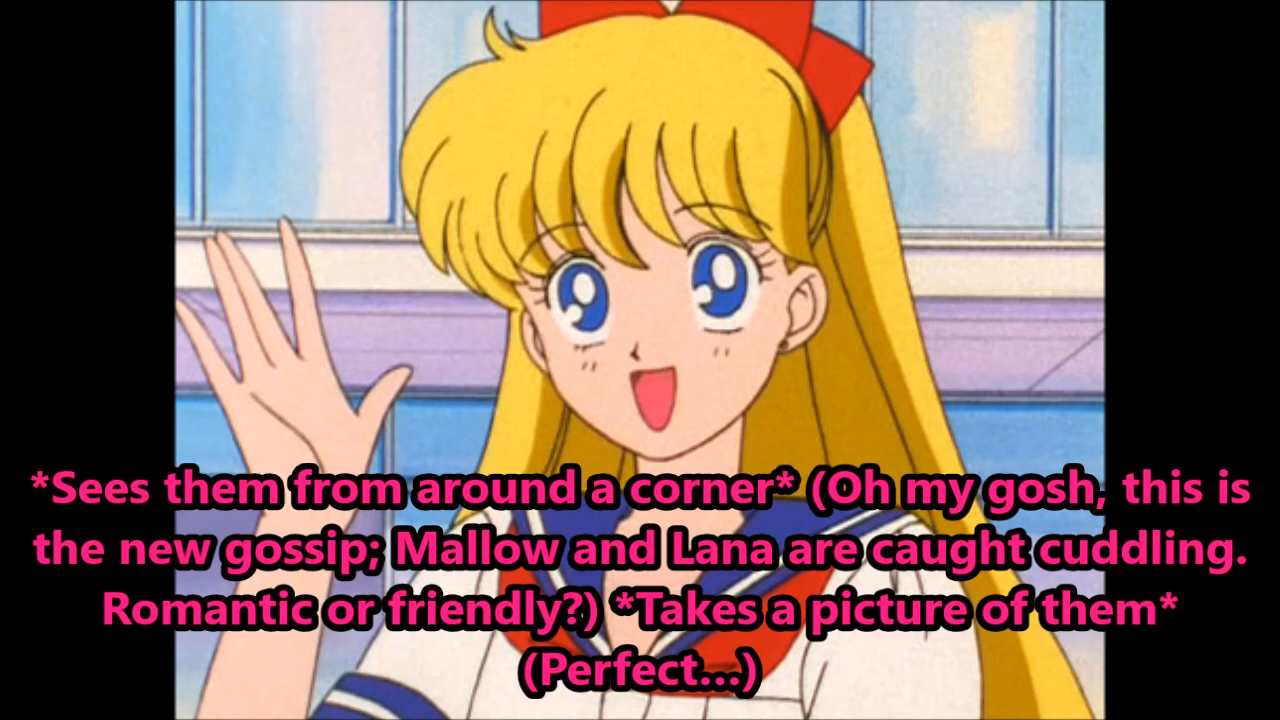 *Sees them from around a corner* (Oh my gosh, this is
the new gossip; Mallow and Lana are caught cuddling.
Romantic or friendly?) *Takes a picture of them*
(Perfect...)